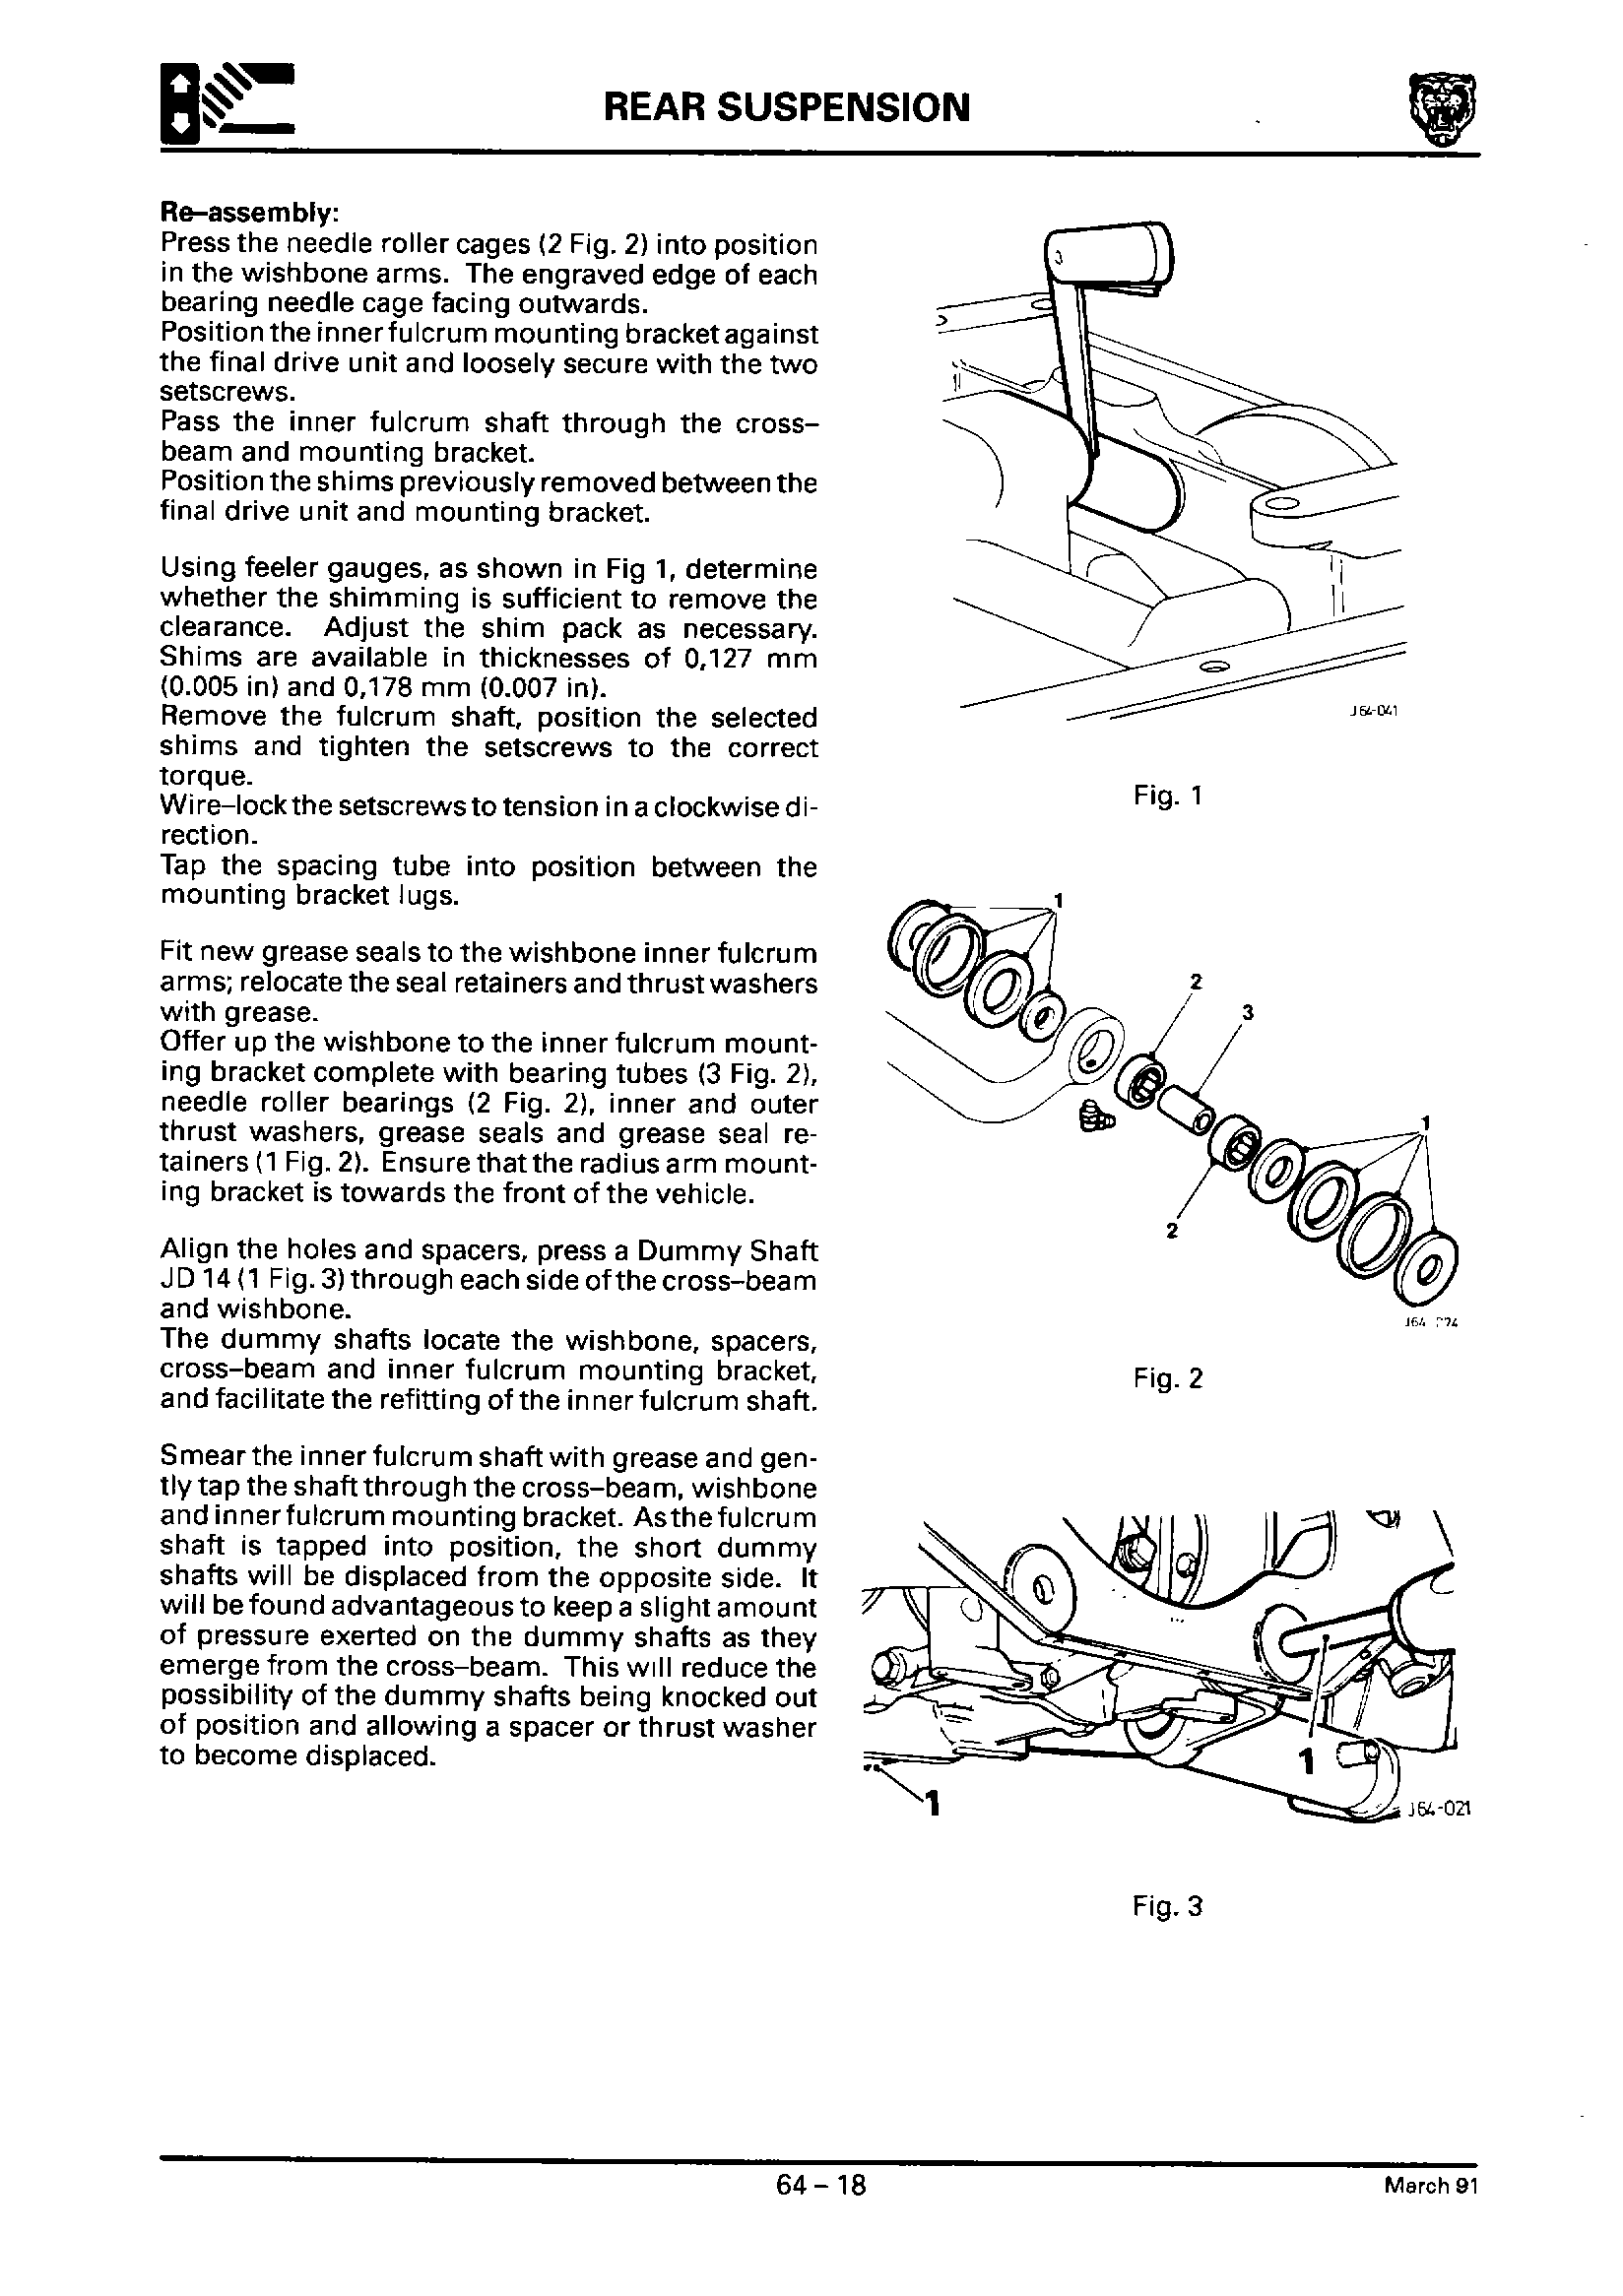 REAR SUSPENSION
Re–assembly:
Press the needle roller cages (2 Fig. 2) into position
in the wishbone arms. The engraved edge of each
bearing needle cage facing outwards.
Position the inner fulcrum mounting bracket against
the final drive unit and loosely secure with the two
setscrews.
Pass the inner fulcrum shaft through the cross–
beam and mounting bracket.
Position the shims previously removed between the
final drive unit and mounting bracket.
Using feeler gauges, as shown in Fig 1, determine
whether the shimming is sufficient to remove the
clearance. Adjust the shim pack as necessary.
Shims are available in thicknesses of 0,127 mm
(0.005 in) and 0,178 mm (0.007 in).
Remove the fulcrum shaft, position the selected
shims and tighten the setscrews to the correct
torque.
Wire–lock the setscrews to tension in a clockwise di-
rection.
Tap the spacing tube into position between the
mounting bracket lugs.
Fit new grease seals to the wishbone inner fulcrum
arms; relocate the seal retainers and thrust washers
with grease.
Offer up the wishbone to the inner fulcrum mount-
ing bracket complete with bearing tubes (3 Fig. 2),
needle roller bearings (2 Fig. 2), inner and outer
thrust washers, grease seals and grease seal re-
tainers (1 Fig. 2). Ensure that the radius arm mount-
ing bracket is towards the front of the vehicle.
Align the holes and spacers, press a Dummy Shaft
JD 14 (1 Fig. 3) through each side of the cross–beam
and wishbone.
The dummy shafts locate the wishbone, spacers,
cross–beam and inner fulcrum mounting bracket,
and facilitate the refitting of the inner fulcrum shaft.
Smear the inner fulcrum shaft with grease and gen-
tly tap the shaft through the cross–beam, wishbone
and inner fulcrum mounting bracket. As the fulcrum
shaft is tapped into position, the short dummy
shafts will be displaced from the opposite side. It
will be found advantageous to keep a slight amount
of pressure exerted on the dummy shafts as they
emerge from the cross–beam. This will reduce the
possibility of the dummy shafts being knocked out
of position and allowing a spacer or thrust washer
to become displaced.
J64-041
Fig. 1
1
2
3
1
2
J64
Fig. 2
1
1
J64-021
Fig. 3
64 – 18
March 91